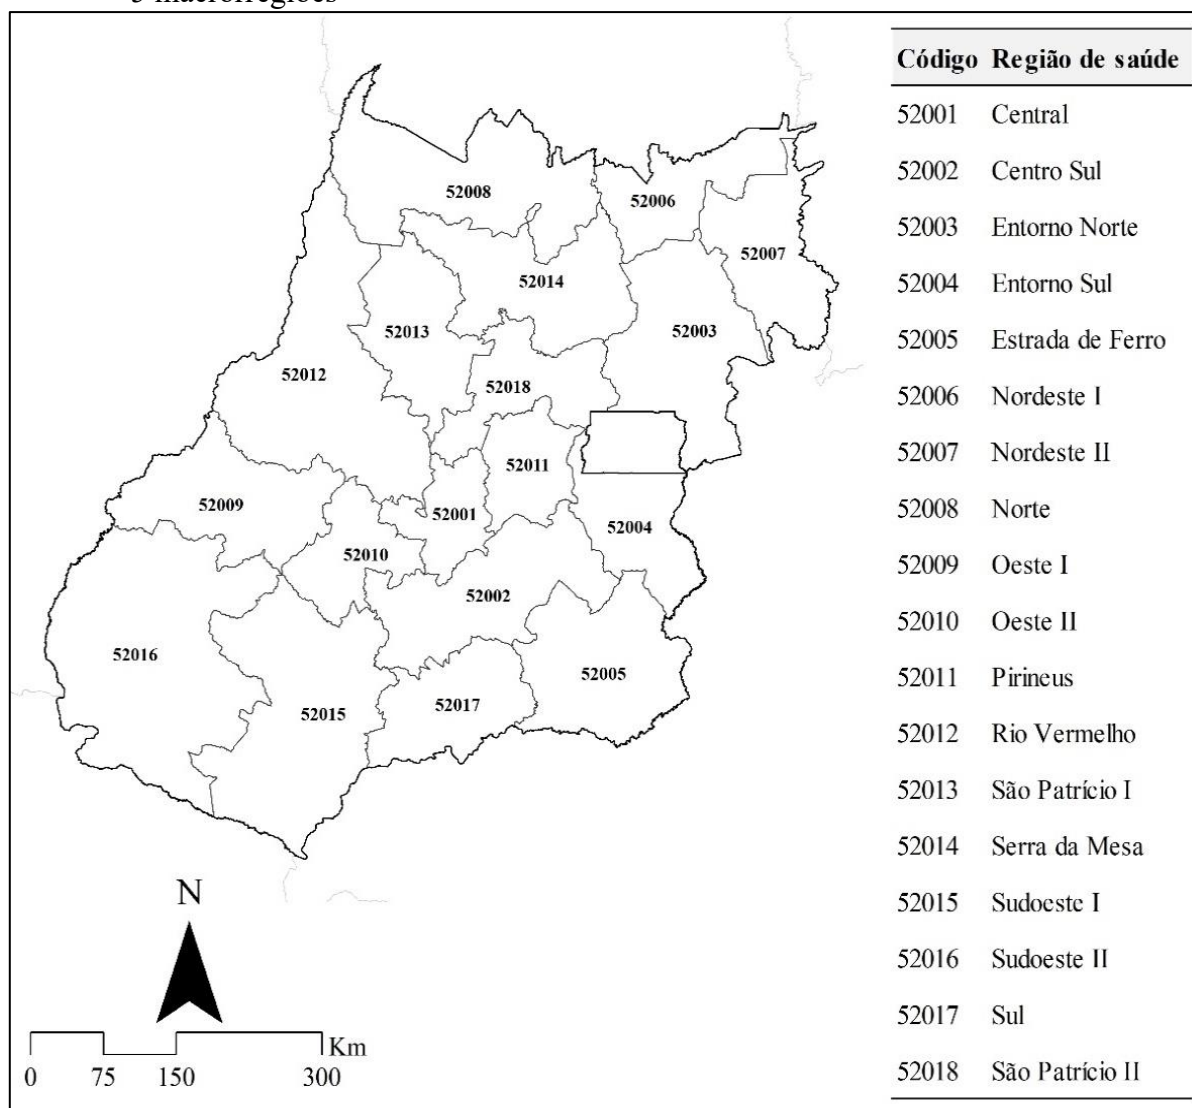 5 macrorregiões
Código Região de saúde
52001 Central
52002 Centro Sul
52003 Entorno Norte
52004 Entorno Sul
52005 Estrada de Ferro
52006 Nordeste I
52007 Nordeste II
52008 Norte
52009 Oeste I
52010 Oeste II
52011 Pirineus
52012 Rio Vermelho
52013 São Patrício I
52014 Serra da Mesa
52015 Sudoeste I
52016 Sudoeste II
52017 Sul
52018 São Patrício II
52008
52006
52007
52014
52013
52003
52012
52018
52011
52009
52001
52004
52010
52002
52016
52005
52017
52015
N
Km
0 75 150 300